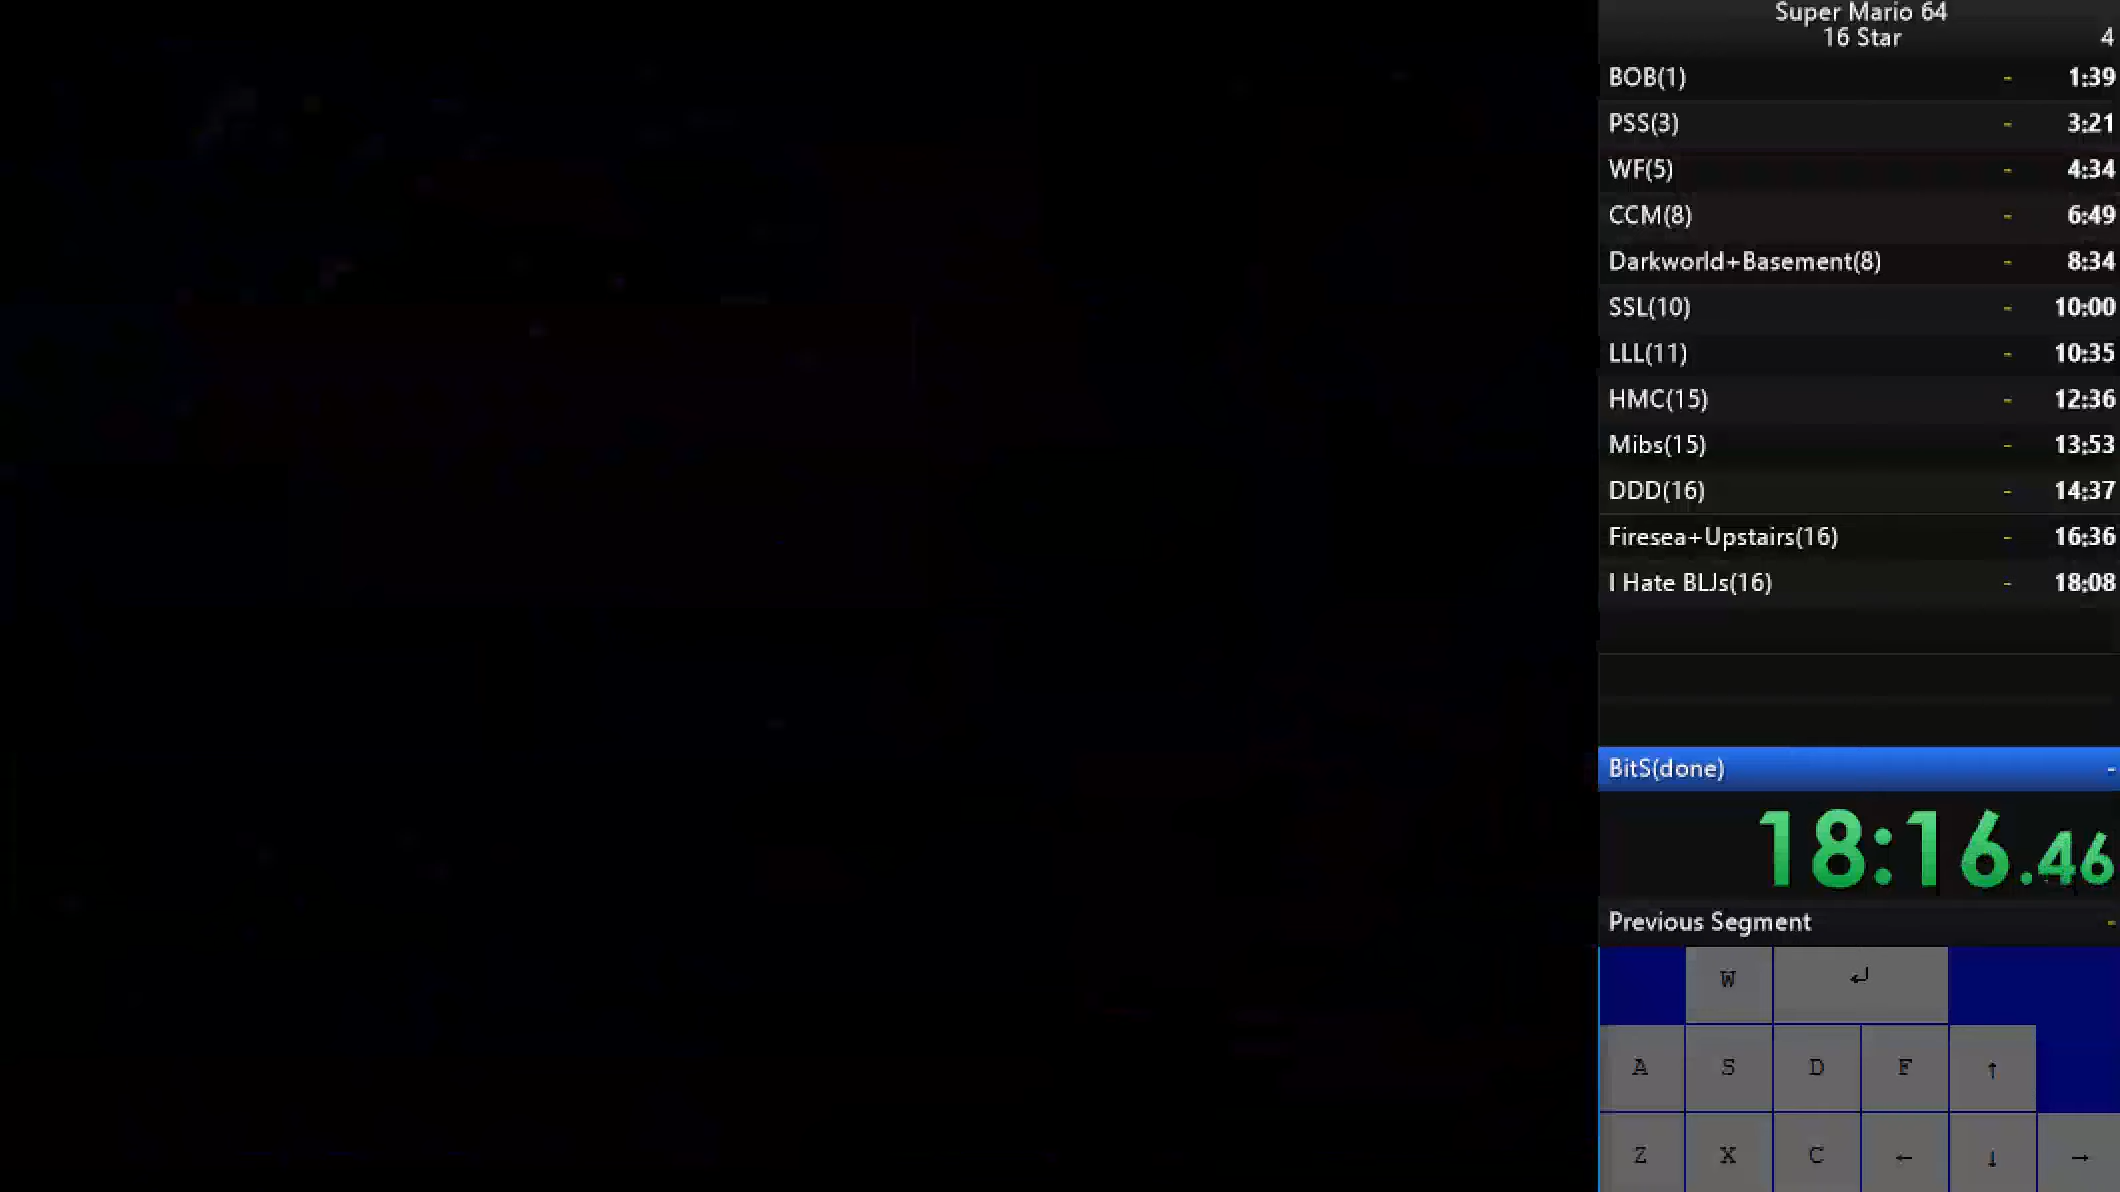 Super Mario 64
16 Star 4
BOB(1) - 1:39
PSS(3) - 3:21
WF(5) - 4:34
CCM(8) - 6:49
Darkworld+Basement(8) - 8:34
SSL(10) - 10:00
LLL(11) - 10:35
HMC(15) - 12:36
Mibs(15) - 13:53
DDD(16) - 14:37
Firesea+Upstairs(16) - 16:36
I Hate BLJs(16) - 18:08
BitS(done) -
18:16.46
Previous Segment -
W ↵
A S D F ↑
Z X C ← ↓ →